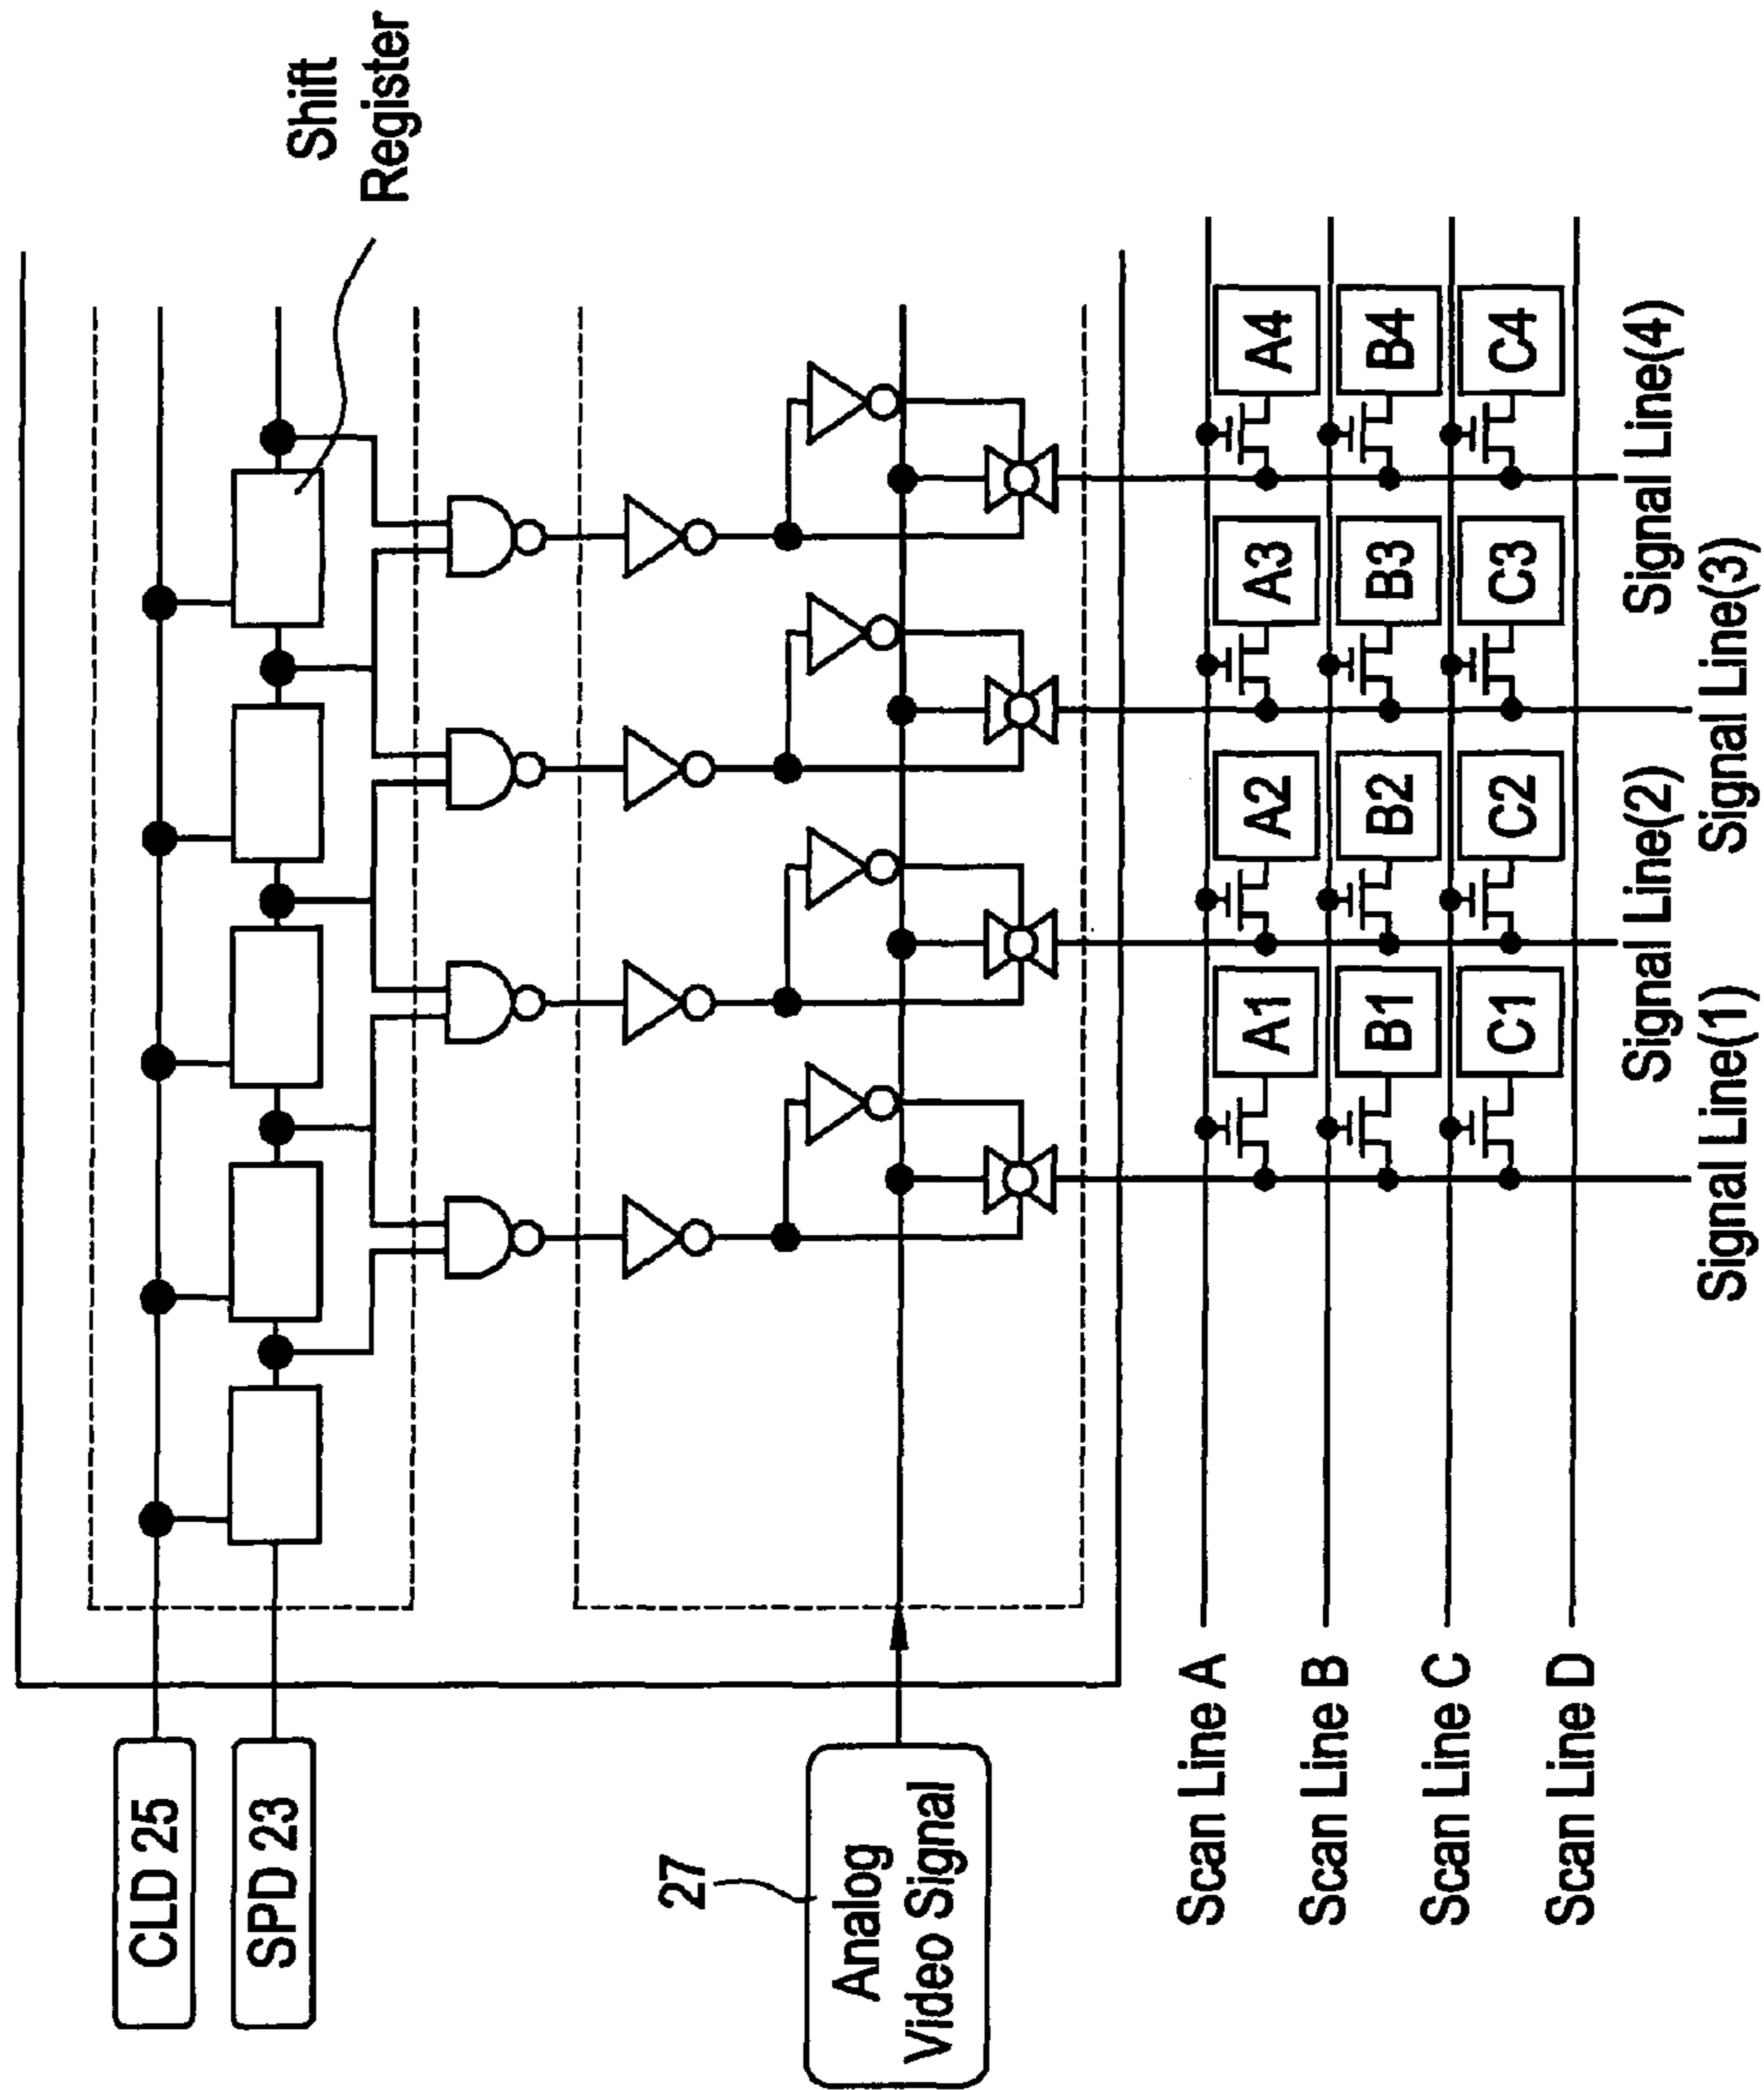 CLD 25
SPD 23
Shift
Register
27
Analog
Video Signal
Scan Line A
Scan Line B
Scan Line C
Scan Line D
A1
A2
A3
A4
B1
B2
B3
B4
C1
C2
C3
C4
Signal Line(1)
Signal Line(2)
Signal Line(3)
Signal Line(4)